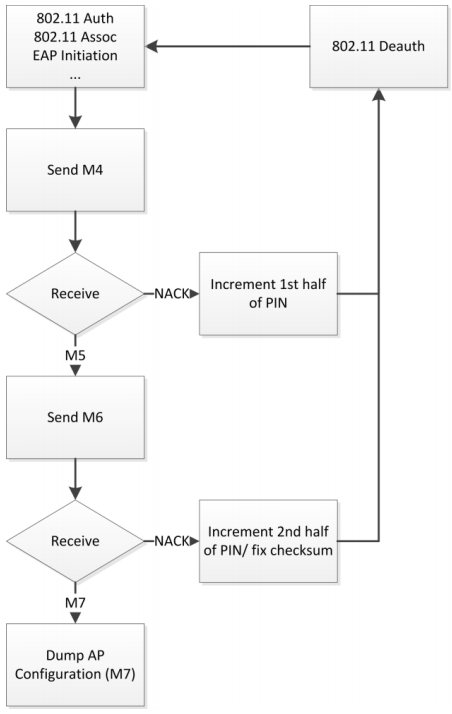 802.11 Auth
802.11 Assoc
EAP Initiation
...
802.11 Deauth
Send M4
Receive
NACK
Increment 1st half
of PIN
M5
Send M6
Receive
NACK
Increment 2nd half
of PIN/ fix checksum
M7
Dump AP
Configuration (M7)